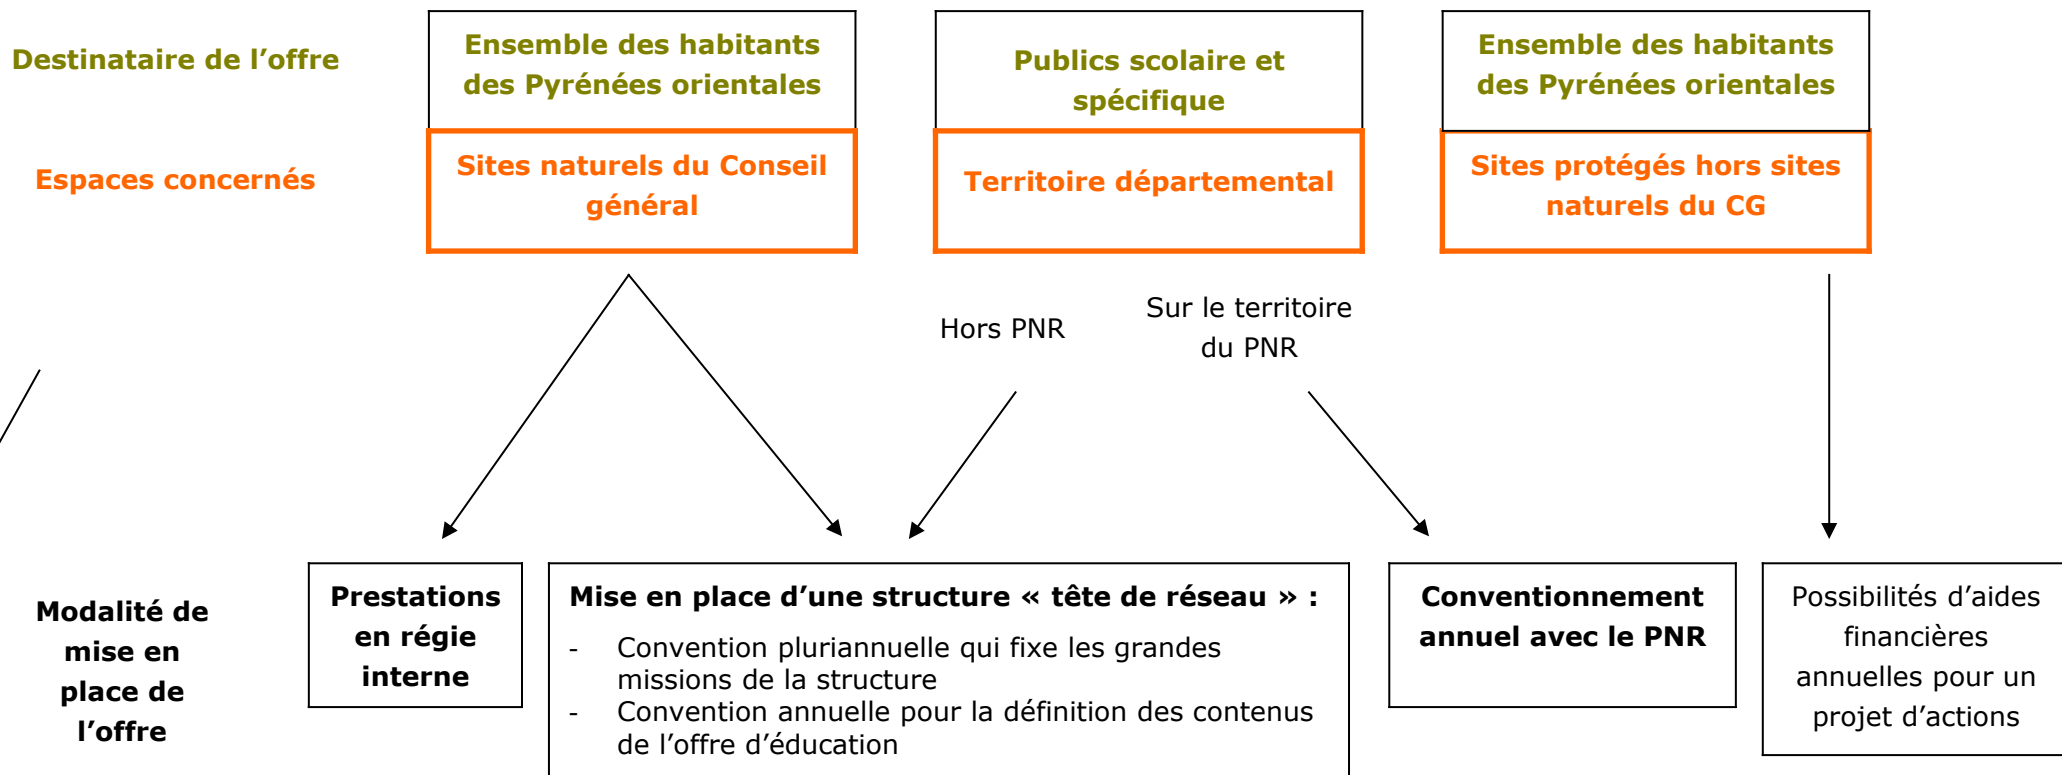 Destinataire de l’offre
Ensemble des habitants
des Pyrénées orientales
Publics scolaire et
spécifique
Ensemble des habitants
des Pyrénées orientales
Espaces concernés
Sites naturels du Conseil
général
Territoire départemental
Sites protégés hors sites
naturels du CG
Hors PNR
Sur le territoire
du PNR
Modalité de
mise en
place de
l’offre
Prestations
en régie
interne
Mise en place d’une structure « tête de réseau » :
- Convention pluriannuelle qui fixe les grandes
missions de la structure
- Convention annuelle pour la définition des contenus
de l’offre d’éducation
Conventionnement
annuel avec le PNR
Possibilités d’aides
financières
annuelles pour un
projet d’actions